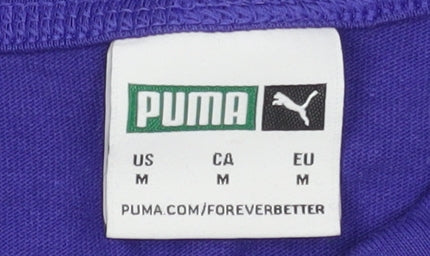 PUMA
US CA EU
M M M
PUMA.COM/FOREVERBETTER